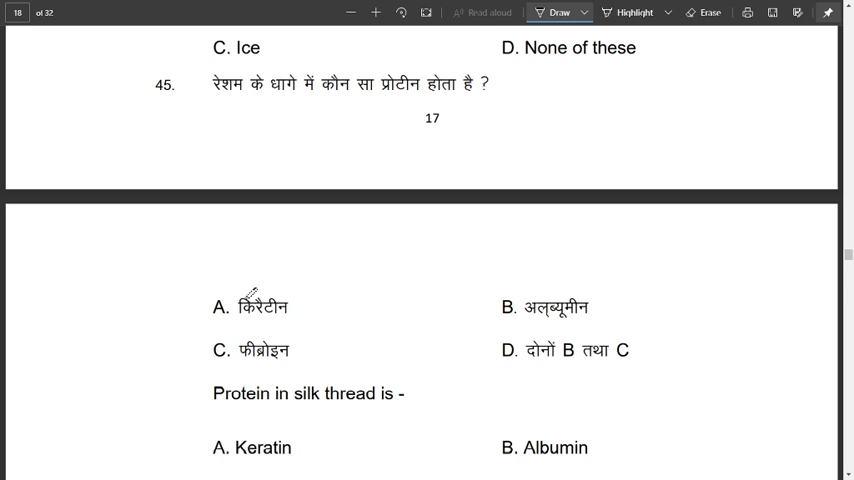 18 of 32 Read aloud Draw Highlight Erase
C. Ice D. None of these
45. रेशम के धागे में कौन सा प्रोटीन होता है ?
17
A. किरैटीन B. अल्ब्यूमीन
C. फीब्रोइन D. दोनों B तथा C
Protein in silk thread is -
A. Keratin B. Albumin